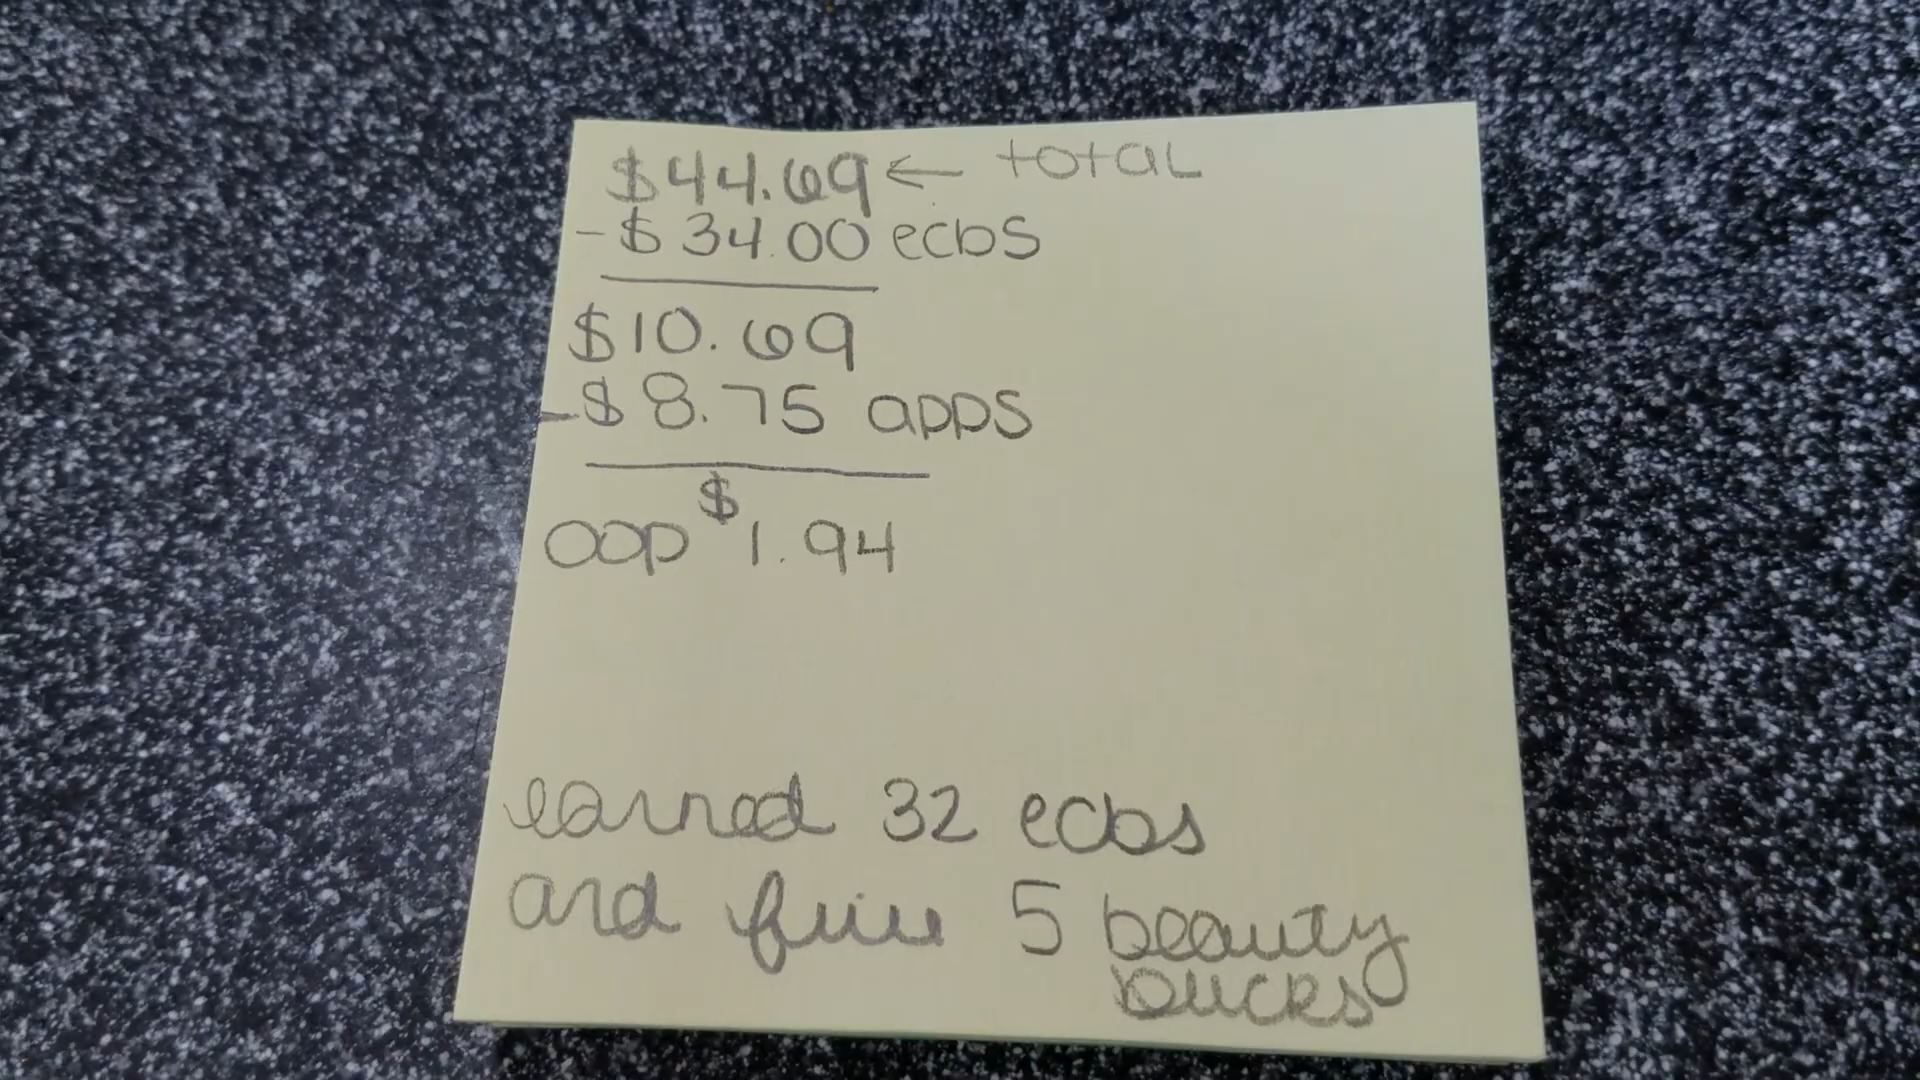 $44.69 ← total
-$34.00 ecbs
$10.69
-$8.75 apps
oop $1.94
earned 32 ecbs
and 5 beauty
bucks